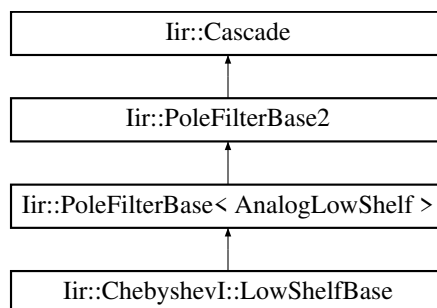 Iir::Cascade
Iir::PoleFilterBase2
Iir::PoleFilterBase< AnalogLowShelf >
Iir::ChebyshevI::LowShelfBase